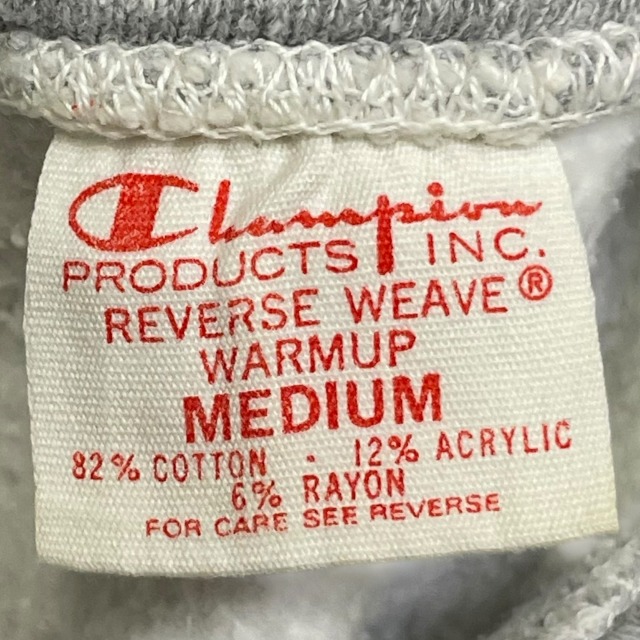 Champion
PRODUCTS INC.
REVERSE WEAVE®
WARMUP
MEDIUM
82% COTTON · 12% ACRYLIC
6% RAYON
FOR CARE SEE REVERSE